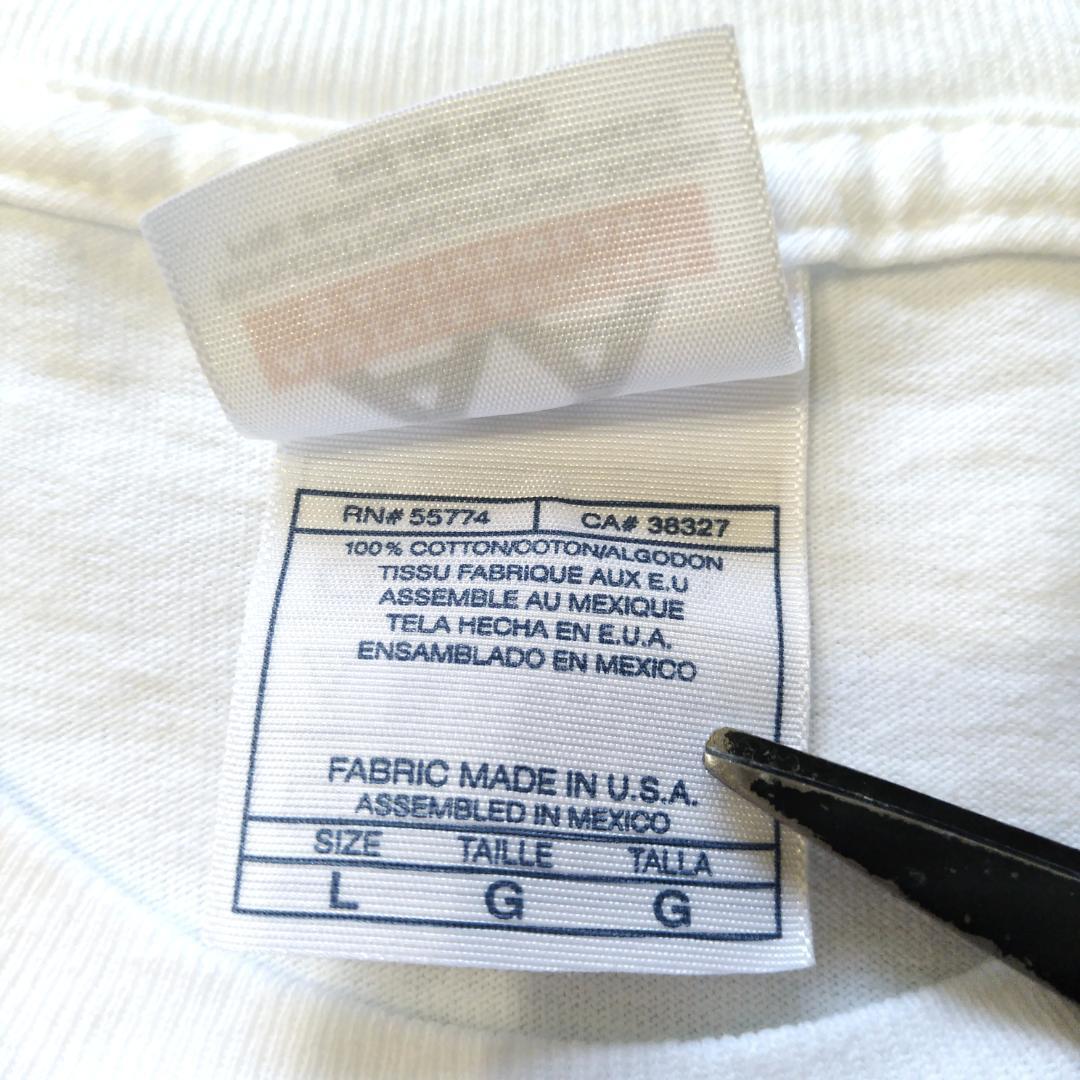 RN# 55774 CA# 38327
100% COTTON/COTON/ALGODON
TISSU FABRIQUE AUX E.U
ASSEMBLE AU MEXIQUE
TELA HECHA EN E.U.A.
ENSAMBLADO EN MEXICO
FABRIC MADE IN U.S.A.
ASSEMBLED IN MEXICO
SIZE TAILLE TALLA
L G G